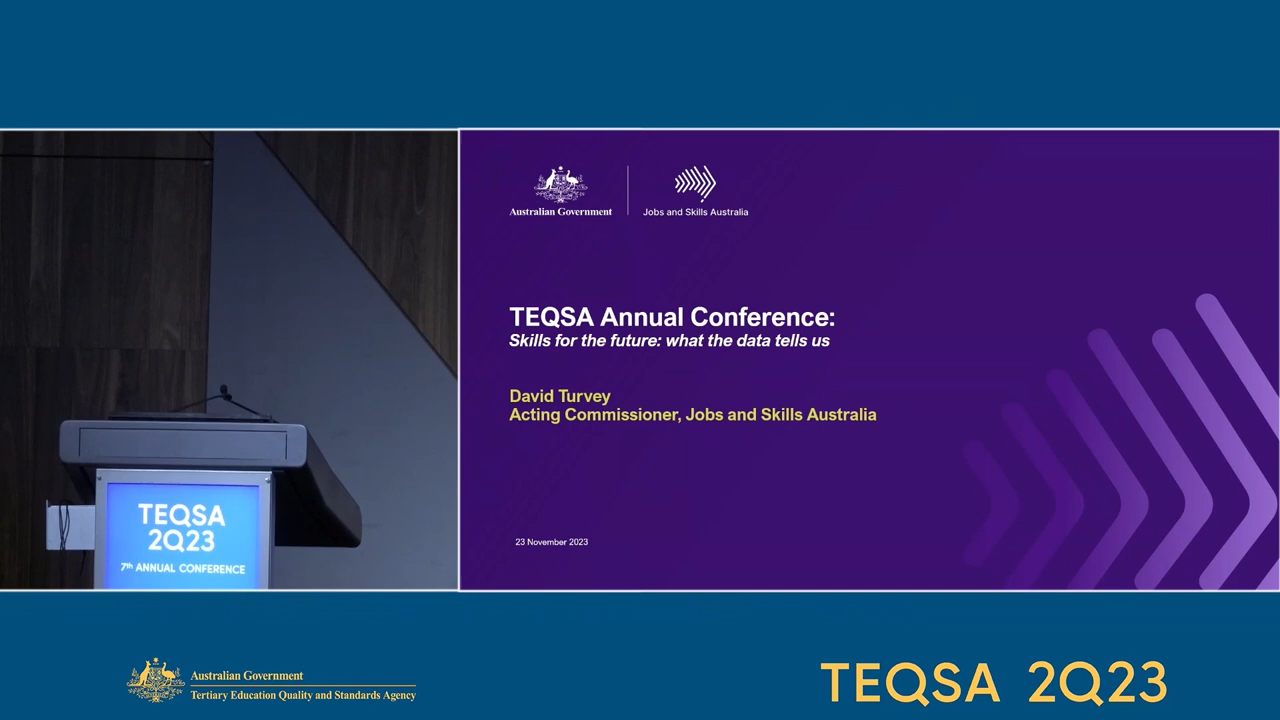 Australian Government
Jobs and Skills Australia
TEQSA Annual Conference:
Skills for the future: what the data tells us
David Turvey
Acting Commissioner, Jobs and Skills Australia
23 November 2023
TEQSA
2Q23
7th ANNUAL CONFERENCE
Australian Government
Tertiary Education Quality and Standards Agency
TEQSA 2Q23